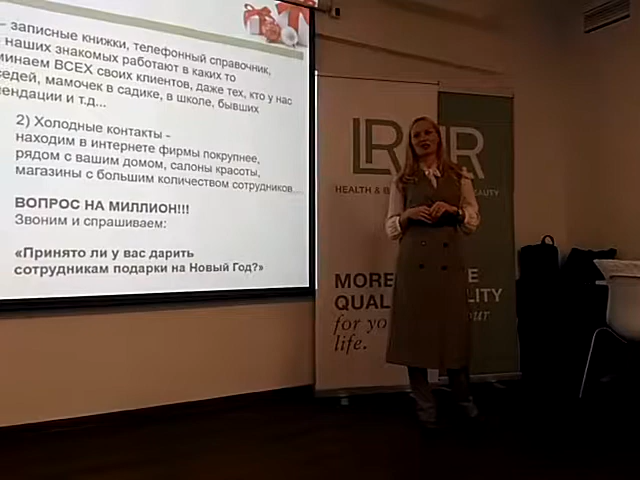 – записные книжки, телефонный справочник,
наших знакомых работают в каких то
минаем ВСЕХ своих клиентов, даже тех, кто у нас
седей, мамочек в садике, в школе, бывших
ендации и т.д...
2) Холодные контакты -
находим в интернете фирмы покрупнее,
рядом с вашим домом, салоны красоты,
магазины с большим количеством сотрудников
ВОПРОС НА МИЛЛИОН!!!
Звоним и спрашиваем:
«Принято ли у вас дарить
сотрудникам подарки на Новый Год?»
LR
HEALTH & B
MORE
QUAL
for yo
life.
LR
EAUTY
E
LITY
our